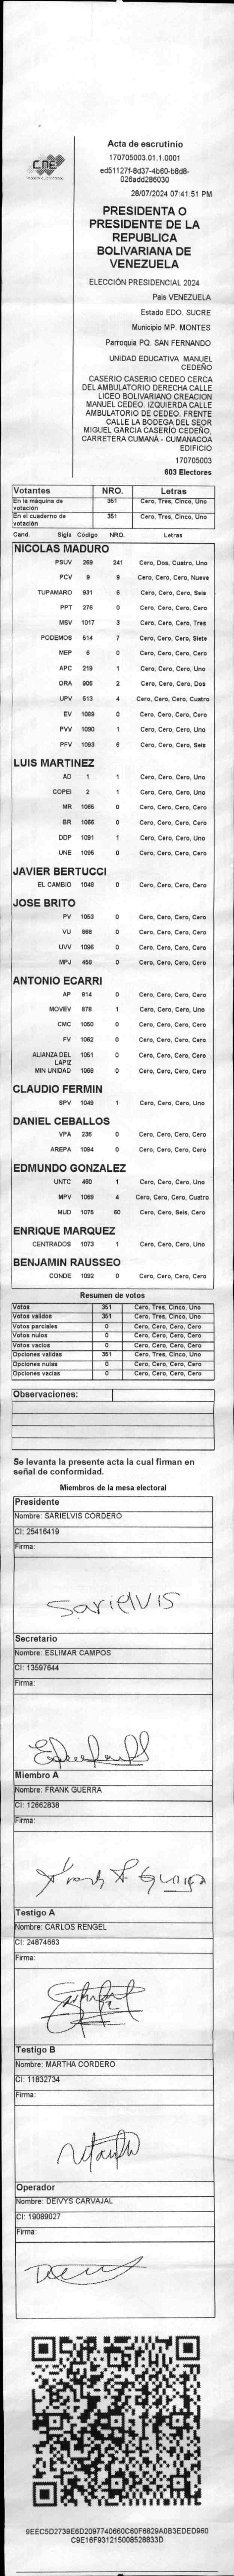 Acta de escrutinio
170705003.01.1.0001
ed51127f-8d37-4b60-b8d8-
026add286030
28/07/2024 07:41:51 PM
CNE
PRESIDENTA O
PRESIDENTE DE LA
REPUBLICA
BOLIVARIANA DE
VENEZUELA
ELECCIÓN PRESIDENCIAL 2024
Pais VENEZUELA
Estado EDO. SUCRE
Municipio MP. MONTES
Parroquia PQ. SAN FERNANDO
UNIDAD EDUCATIVA MANUEL
CEDEÑO
CASERIO CASERIO CEDEO CERCA
DEL AMBULATORIO DERECHA CALLE
LICEO BOLIVARIANO CREACION
MANUEL CEDEO. IZQUIERDA CALLE
AMBULATORIO DE CEDEO. FRENTE
CALLE LA BODEGA DEL SEOR
MIGUEL GARCIA CASERIO CEDEÑO,
CARRETERA CUMANÁ - CUMANACOA
EDIFICIO
170705003
603 Electores
Votantes NRO. Letras
En la máquina de votación 351 Cero, Tres, Cinco, Uno
En el cuaderno de votación 351 Cero, Tres, Cinco, Uno
Cand. Sigla Código NRO. Letras
NICOLAS MADURO
PSUV 269 241 Cero, Dos, Cuatro, Uno
PCV 9 9 Cero, Cero, Cero, Nueve
TUPAMARO 931 6 Cero, Cero, Cero, Seis
PPT 276 0 Cero, Cero, Cero, Cero
MSV 1017 3 Cero, Cero, Cero, Tres
PODEMOS 514 7 Cero, Cero, Cero, Siete
MEP 6 0 Cero, Cero, Cero, Cero
APC 219 1 Cero, Cero, Cero, Uno
ORA 906 2 Cero, Cero, Cero, Dos
UPV 513 4 Cero, Cero, Cero, Cuatro
EV 1089 0 Cero, Cero, Cero, Cero
PVV 1090 1 Cero, Cero, Cero, Uno
PFV 1093 6 Cero, Cero, Cero, Seis
LUIS MARTINEZ
AD 1 1 Cero, Cero, Cero, Uno
COPEI 2 1 Cero, Cero, Cero, Uno
MR 1065 0 Cero, Cero, Cero, Cero
BR 1066 0 Cero, Cero, Cero, Cero
DDP 1091 1 Cero, Cero, Cero, Uno
UNE 1095 0 Cero, Cero, Cero, Cero
JAVIER BERTUCCI
EL CAMBIO 1048 0 Cero, Cero, Cero, Cero
JOSE BRITO
PV 1053 0 Cero, Cero, Cero, Cero
VU 868 0 Cero, Cero, Cero, Cero
UVV 1096 0 Cero, Cero, Cero, Cero
MPJ 459 0 Cero, Cero, Cero, Cero
ANTONIO ECARRI
AP 814 0 Cero, Cero, Cero, Cero
MOVEV 878 1 Cero, Cero, Cero, Uno
CMC 1050 0 Cero, Cero, Cero, Cero
FV 1062 0 Cero, Cero, Cero, Cero
ALIANZA DEL LAPIZ 1051 0 Cero, Cero, Cero, Cero
MIN UNIDAD 1068 0 Cero, Cero, Cero, Cero
CLAUDIO FERMIN
SPV 1049 1 Cero, Cero, Cero, Uno
DANIEL CEBALLOS
VPA 236 0 Cero, Cero, Cero, Cero
AREPA 1094 0 Cero, Cero, Cero, Cero
EDMUNDO GONZALEZ
UNTC 460 1 Cero, Cero, Cero, Uno
MPV 1069 4 Cero, Cero, Cero, Cuatro
MUD 1075 60 Cero, Cero, Seis, Cero
ENRIQUE MARQUEZ
CENTRADOS 1073 1 Cero, Cero, Cero, Uno
BENJAMIN RAUSSEO
CONDE 1092 0 Cero, Cero, Cero, Cero
Resumen de votos
Votos 351 Cero, Tres, Cinco, Uno
Votos validos 351 Cero, Tres, Cinco, Uno
Votos parciales 0 Cero, Cero, Cero, Cero
Votos nulos 0 Cero, Cero, Cero, Cero
Votos vacios 0 Cero, Cero, Cero, Cero
Opciones validas 351 Cero, Tres, Cinco, Uno
Opciones nulas 0 Cero, Cero, Cero, Cero
Opciones vacias 0 Cero, Cero, Cero, Cero
Observaciones:
Se levanta la presente acta la cual firman en
señal de conformidad.
Miembros de la mesa electoral
Presidente
Nombre: SARIELVIS CORDERO
CI: 25416419
Firma:
Sarielvis
Secretario
Nombre: ESLIMAR CAMPOS
CI: 13597644
Firma:
Miembro A
Nombre: FRANK GUERRA
CI: 12662838
Firma:
Testigo A
Nombre: CARLOS RENGEL
CI: 24874663
Firma:
Testigo B
Nombre: MARTHA CORDERO
CI: 11832734
Firma:
Operador
Nombre: DEIVYS CARVAJAL
CI: 19089027
Firma:
9EEC5D2739E6D2097740660C60F6829A0B3EDED960
C9E16F931215008528833D